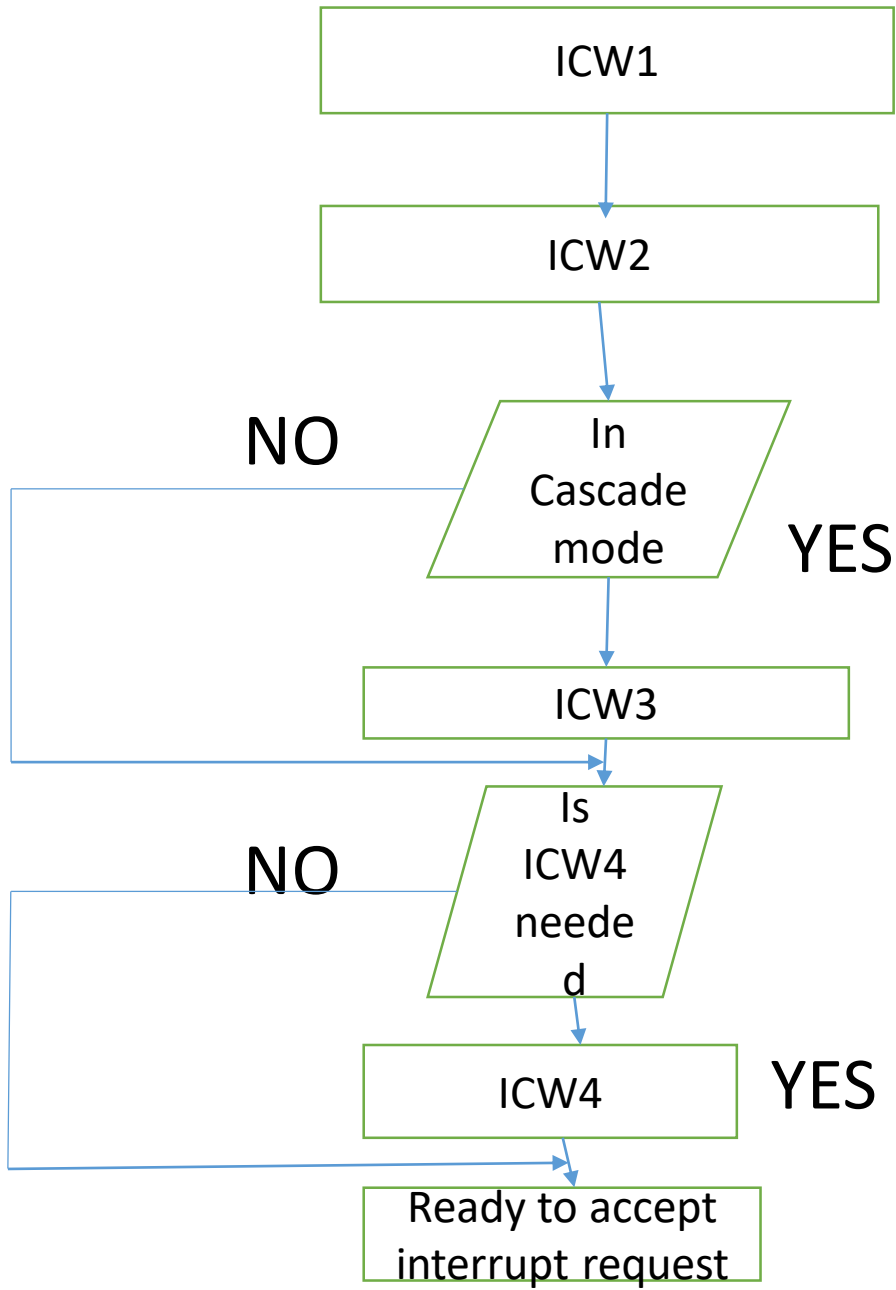 ICW1
ICW2
NO
In
Cascade
mode
YES
ICW3
NO
Is
ICW4
neede
d
ICW4
YES
Ready to accept
interrupt request